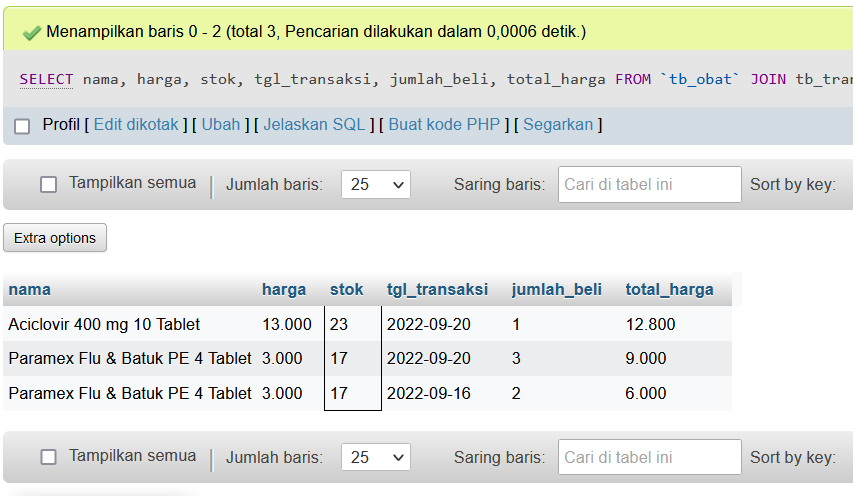 Menampilkan baris 0 - 2 (total 3, Pencarian dilakukan dalam 0,0006 detik.)
SELECT nama, harga, stok, tgl_transaksi, jumlah_beli, total_harga FROM `tb_obat` JOIN tb_tran
Profil [ Edit dikotak ] [ Ubah ] [ Jelaskan SQL ] [ Buat kode PHP ] [ Segarkan ]
Tampilkan semua | Jumlah baris: 25 Saring baris: Cari di tabel ini Sort by key:
Extra options
nama harga stok tgl_transaksi jumlah_beli total_harga
Aciclovir 400 mg 10 Tablet 13.000 23 2022-09-20 1 12.800
Paramex Flu & Batuk PE 4 Tablet 3.000 17 2022-09-20 3 9.000
Paramex Flu & Batuk PE 4 Tablet 3.000 17 2022-09-16 2 6.000
Tampilkan semua | Jumlah baris: 25 Saring baris: Cari di tabel ini Sort by key: